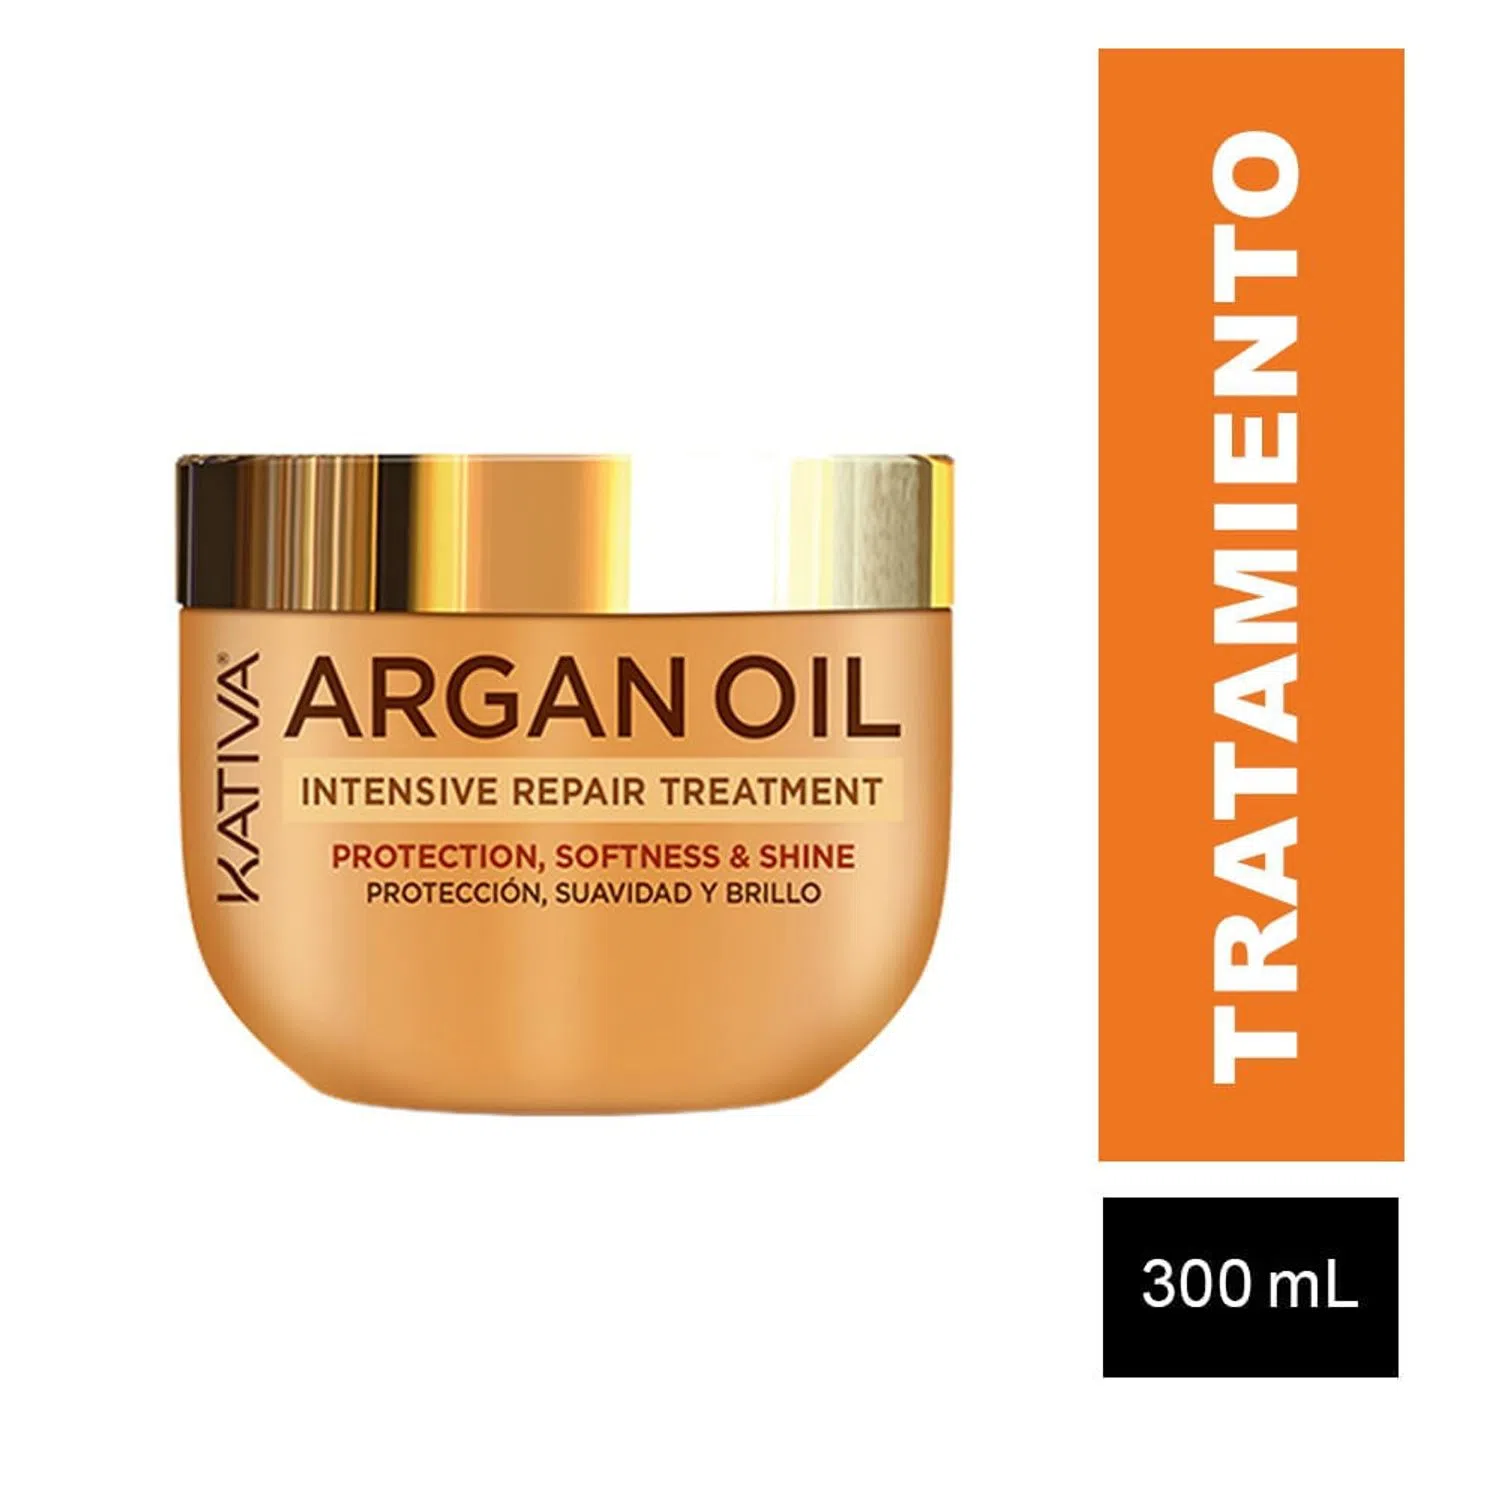 KATIVA®
ARGAN OIL
INTENSIVE REPAIR TREATMENT
PROTECTION, SOFTNESS & SHINE
PROTECCIÓN, SUAVIDAD Y BRILLO
TRATAMIENTO
300 mL